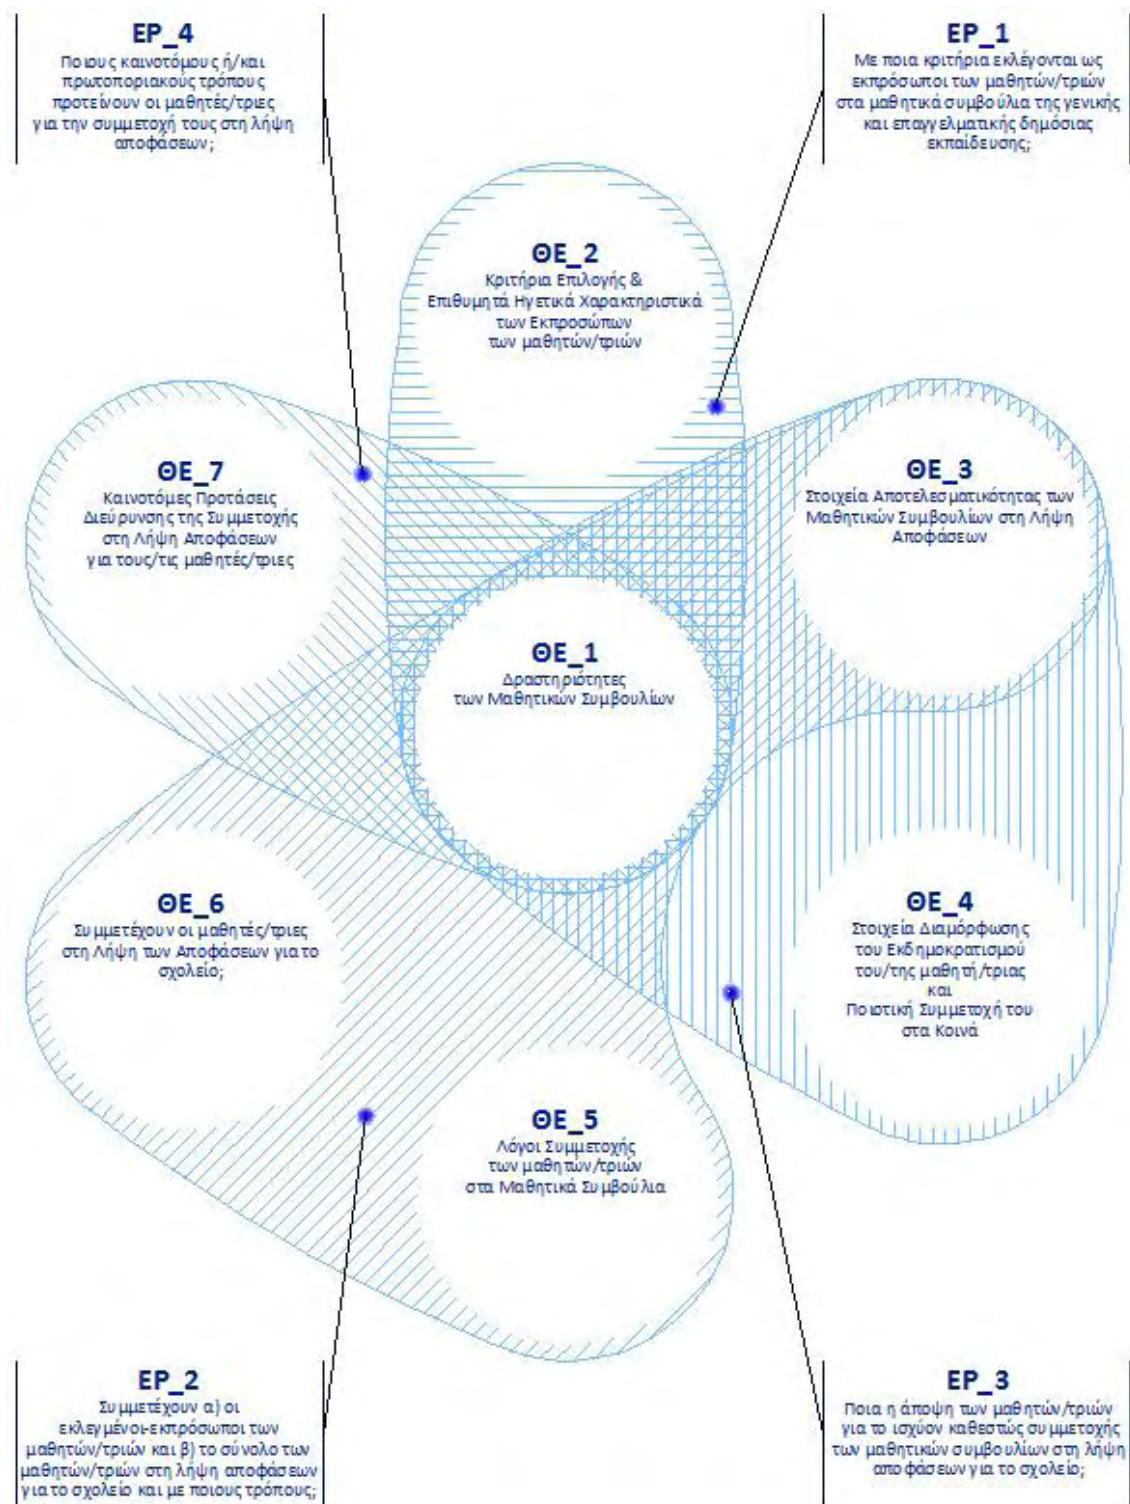 ΕΡ_4
Ποιους καινοτόμους ή/και
πρωτοποριακούς τρόπους
προτείνουν οι μαθητές/τριες
για την συμμετοχή τους στη λήψη
αποφάσεων;
ΕΡ_1
Με ποια κριτήρια εκλέγονται ως
εκπρόσωποι των μαθητών/τριών
στα μαθητικά συμβούλια της γενικής
και επαγγελματικής δημόσιας
εκπαίδευσης;
ΘΕ_2
Κριτήρια Επιλογής &
Επιθυμητά Ηγετικά Χαρακτηριστικά
των Εκπροσώπων
των μαθητών/τριών
ΘΕ_7
Καινοτόμες Προτάσεις
Διεύρυνσης της Συμμετοχής
στη Λήψη Αποφάσεων
για τους/τις μαθητές/τριες
ΘΕ_3
Στοιχεία Αποτελεσματικότητας των
Μαθητικών Συμβουλίων στη Λήψη
Αποφάσεων
ΘΕ_1
Δραστηριότητες
των Μαθητικών Συμβουλίων
ΘΕ_6
Συμμετέχουν οι μαθητές/τριες
στη Λήψη των Αποφάσεων για το
σχολείο;
ΘΕ_4
Στοιχεία Διαμόρφωσης
του Εκδημοκρατισμού
του/της μαθητή/τριας
και
Ποιοτική Συμμετοχή του
στα Κοινά
ΘΕ_5
Λόγοι Συμμετοχής
των μαθητών/τριών
στα Μαθητικά Συμβούλια
ΕΡ_2
Συμμετέχουν α) οι
εκλεγμένοι-εκπρόσωποι των
μαθητών/τριών και β) το σύνολο των
μαθητών/τριών στη λήψη αποφάσεων
για το σχολείο και με ποιους τρόπους;
ΕΡ_3
Ποια η άποψη των μαθητών/τριών
για το ισχύον καθεστώς συμμετοχής
των μαθητικών συμβουλίων στη λήψη
αποφάσεων για το σχολείο;